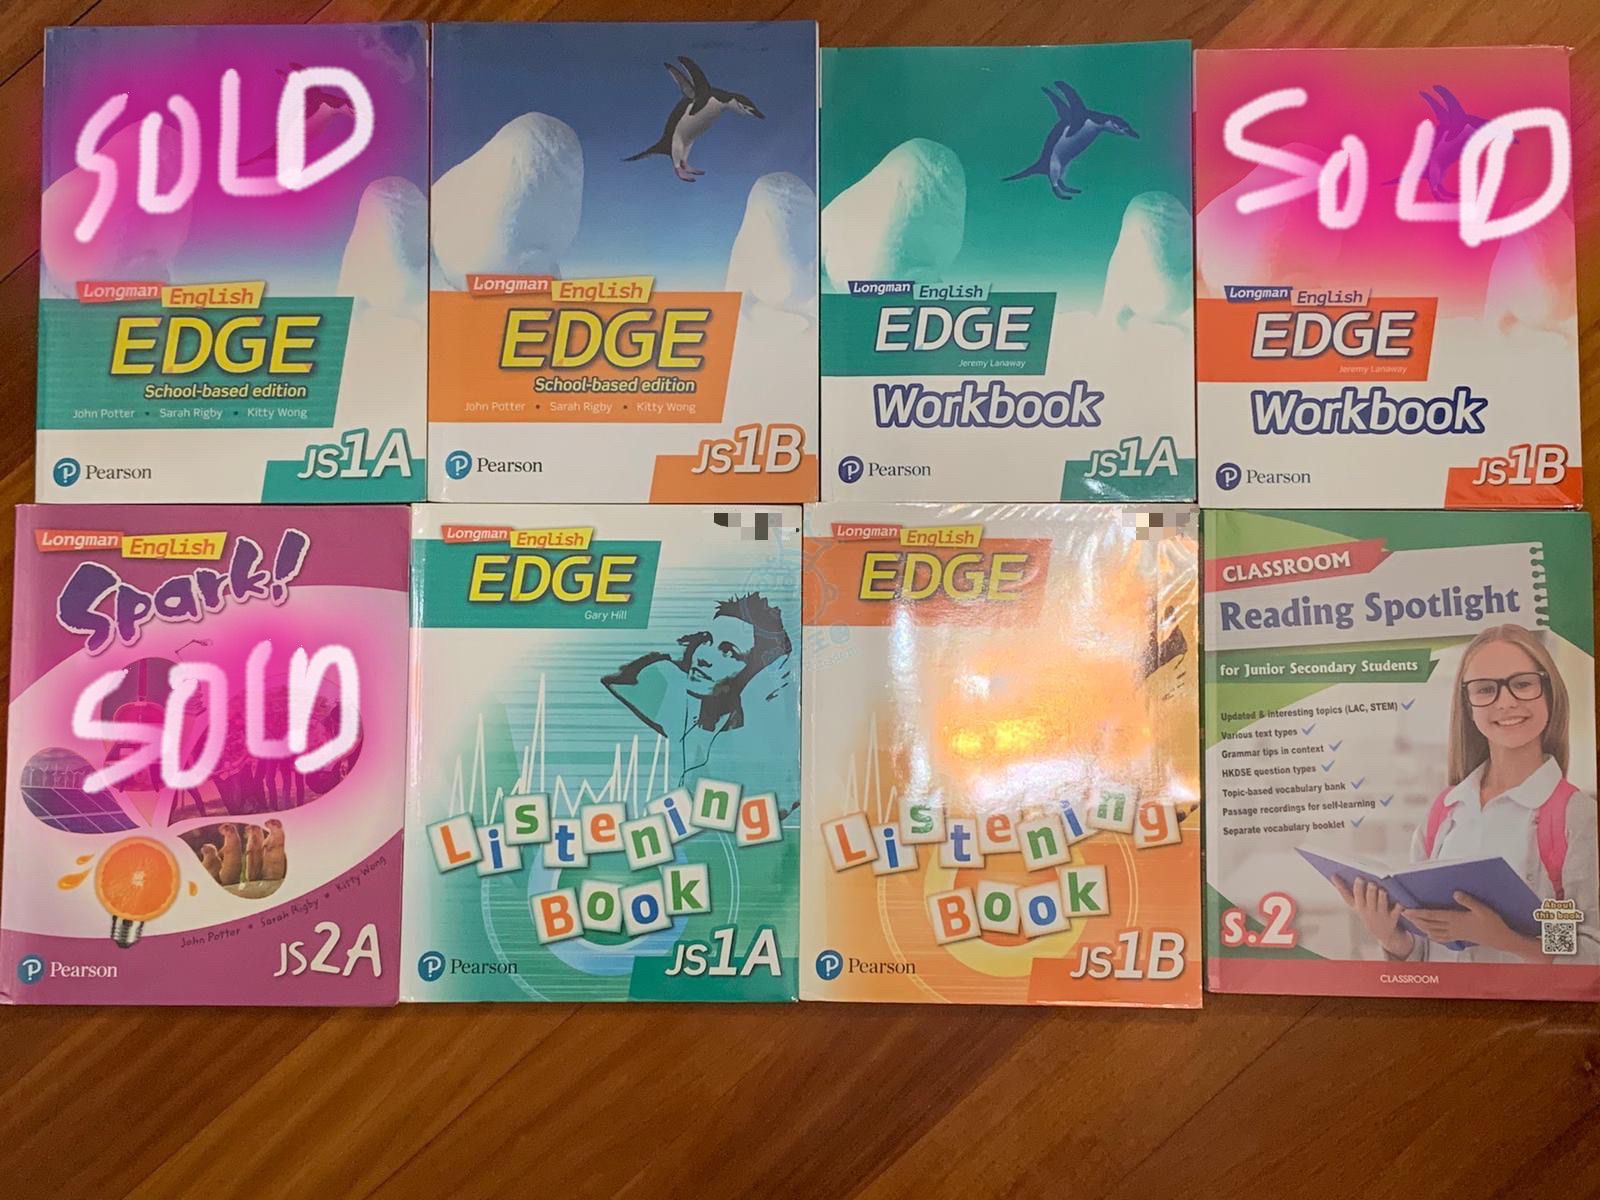 SOLD
Longman English
EDGE
School-based edition
John Potter • Sarah Rigby • Kitty Wong
Pearson
JS1A
Longman English
EDGE
School-based edition
John Potter • Sarah Rigby • Kitty Wong
Pearson
JS1B
Longman English
EDGE
Jeremy Lanaway
Workbook
Pearson
JS1A
SOLD
Longman English
EDGE
Jeremy Lanaway
Workbook
Pearson
JS1B
Longman English
Spark!
SOLD
John Potter • Sarah Rigby • Kitty Wong
Pearson
JS2A
Longman English
EDGE
Gary Hill
Listening
Book
Pearson
JS1A
Longman English
EDGE
Listening
Book
Pearson
JS1B
CLASSROOM
Reading Spotlight
for Junior Secondary Students
Updated & interesting topics (LAC, STEM)
Various text types
Grammar tips in context
HKDSE question types
Topic-based vocabulary bank
Passage recordings for self-learning
Separate vocabulary booklet
s.2
About
this book
CLASSROOM